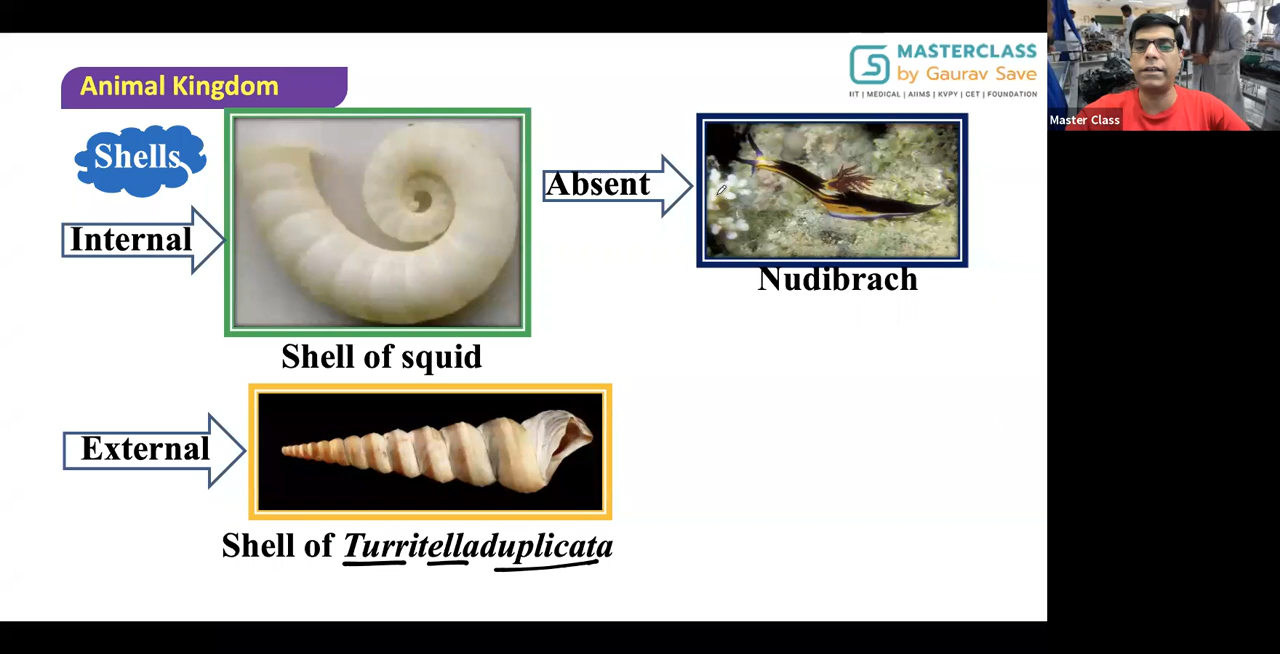 MASTERCLASS
by Gaurav Save
IIT | MEDICAL | AIIMS | KVPY | CET | FOUNDATION
Master Class
Animal Kingdom
Shells
Internal
Absent
Nudibrach
Shell of squid
External
Shell of Turritelladuplicata